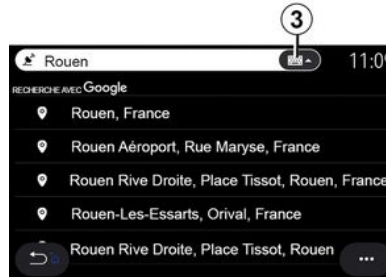 3
Rouen
11:09
RECHERCHE AVEC Google
Rouen, France
Rouen Aéroport, Rue Maryse, France
Rouen Rive Droite, Place Tissot, Rouen, France
Rouen-Les-Essarts, Orival, France
Rouen Rive Droite, Place Tissot, Rouen